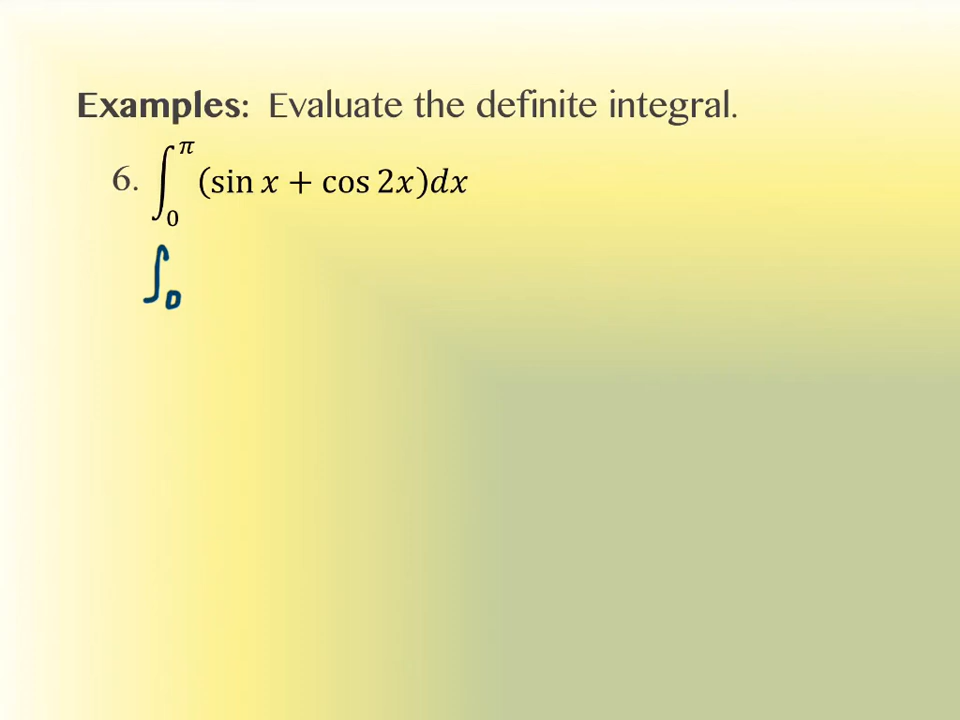 Examples: Evaluate the definite integral.
6. ∫₀^π (sin x + cos 2x)dx
∫₀